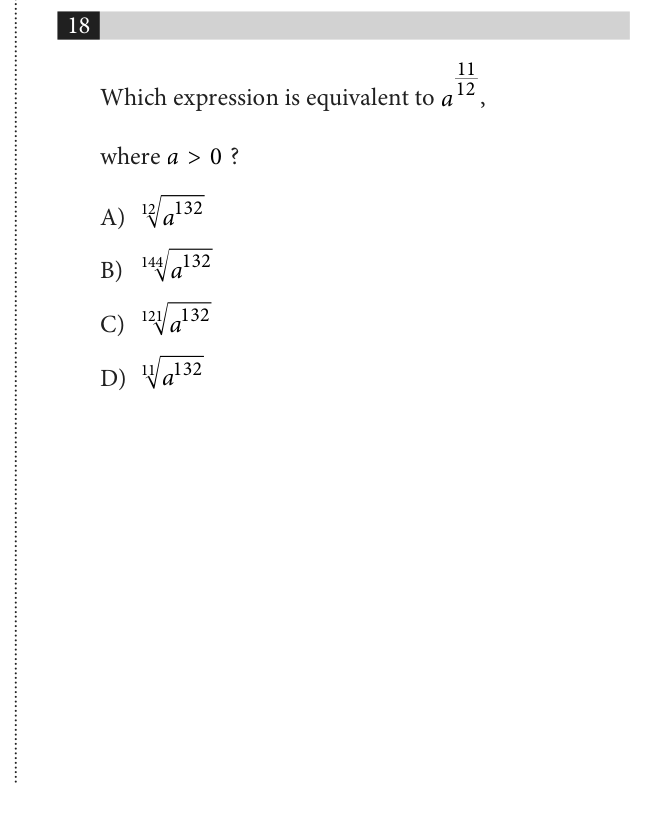 18
Which expression is equivalent to a^(11/12),
where a > 0 ?
A) ¹²√a¹³²
B) ¹⁴⁴√a¹³²
C) ¹²¹√a¹³²
D) ¹¹√a¹³²